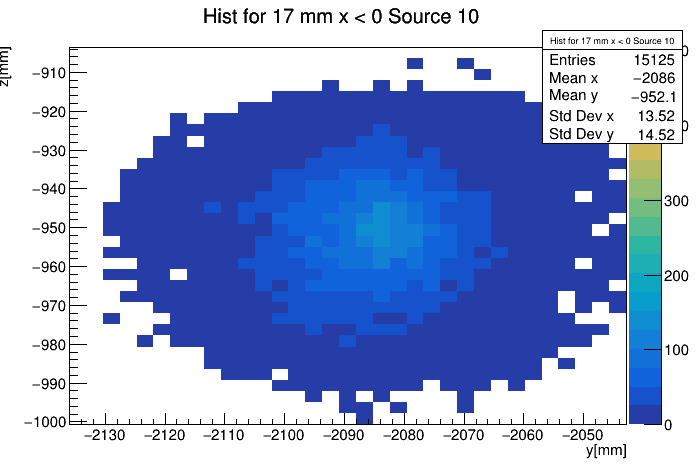 Hist for 17 mm x < 0 Source 10
z[mm]
Hist for 17 mm x < 0 Source 10
Entries 15125
Mean x −2086
Mean y −952.1
Std Dev x 13.52
Std Dev y 14.52
−910
−920
−930
−940
−950
−960
−970
−980
−990
−1000
−2130 −2120 −2110 −2100 −2090 −2080 −2070 −2060 −2050
y[mm]
300
200
100
0